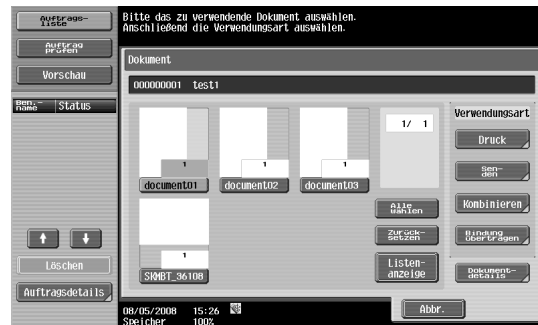 Auftrags-
liste
Auftrag
prüfen
Vorschau
Ben.-
name
Status
Löschen
Auftragsdetails
Bitte das zu verwendende Dokument auswählen.
Anschließend die Verwendungsart auswählen.
Dokument
000000001 test1
1
document01
1
document02
1
document03
1
SKMBT_36108
1/ 1
Alle
wählen
Zurück-
setzen
Listen-
anzeige
Verwendungsart
Druck
Sen-
den
Kombinieren
Bindung
übertragen
Dokument-
details
08/05/2008 15:26
Speicher 100%
Abbr.